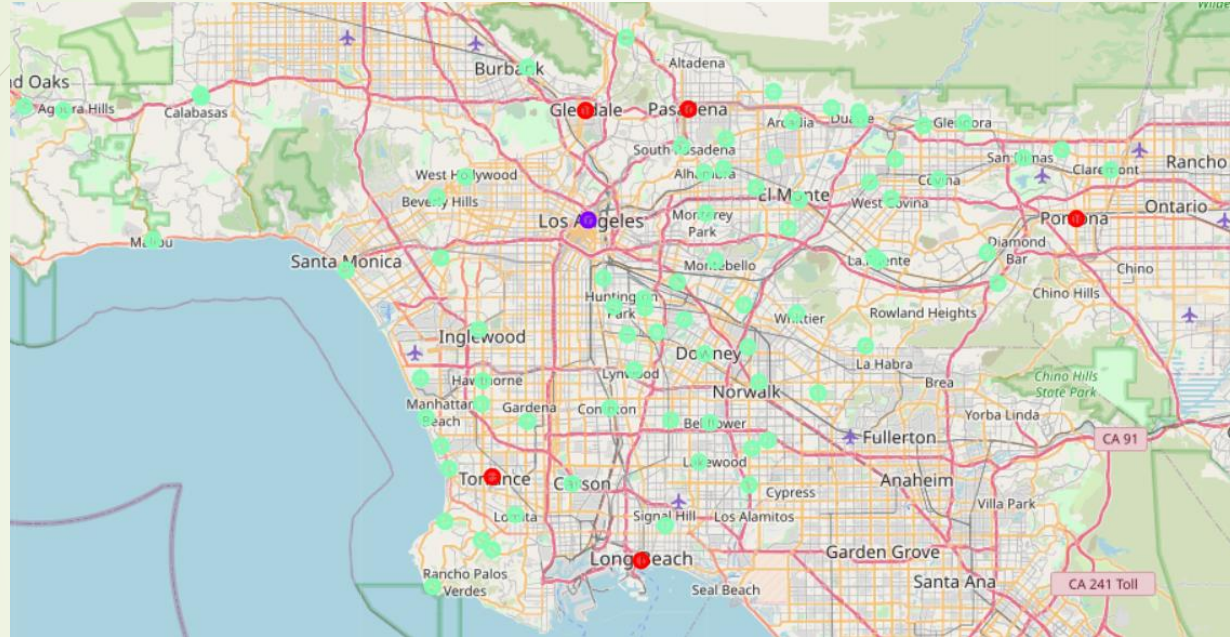 Wilde
Altadena
Burbank
nd Oaks
Agoura Hills
Calabasas
Glendale
Pasadena
Arcadia
Duarte
Glendora
South Pasadena
San Dimas
Rancho
West Hollywood
Alhambra
Claremont
Beverly Hills
El Monte
Covina
West Covina
Los Angeles
Monterey
Park
Pomona
Ontario
Malibu
Santa Monica
Montebello
La Puente
Diamond
Bar
Chino
Huntington
Park
Whittier
Rowland Heights
Chino Hills
Inglewood
Downey
La Habra
Hawthorne
Lynwood
Norwalk
Brea
Chino Hills
State Park
Manhattan
Beach
Gardena
Compton
Bellflower
Yorba Linda
Fullerton
CA 91
Lakewood
Torrance
Carson
Cypress
Anaheim
Villa Park
Lomita
Signal Hill
Los Alamitos
Long Beach
Garden Grove
Rancho Palos
Verdes
Seal Beach
Santa Ana
CA 241 Toll